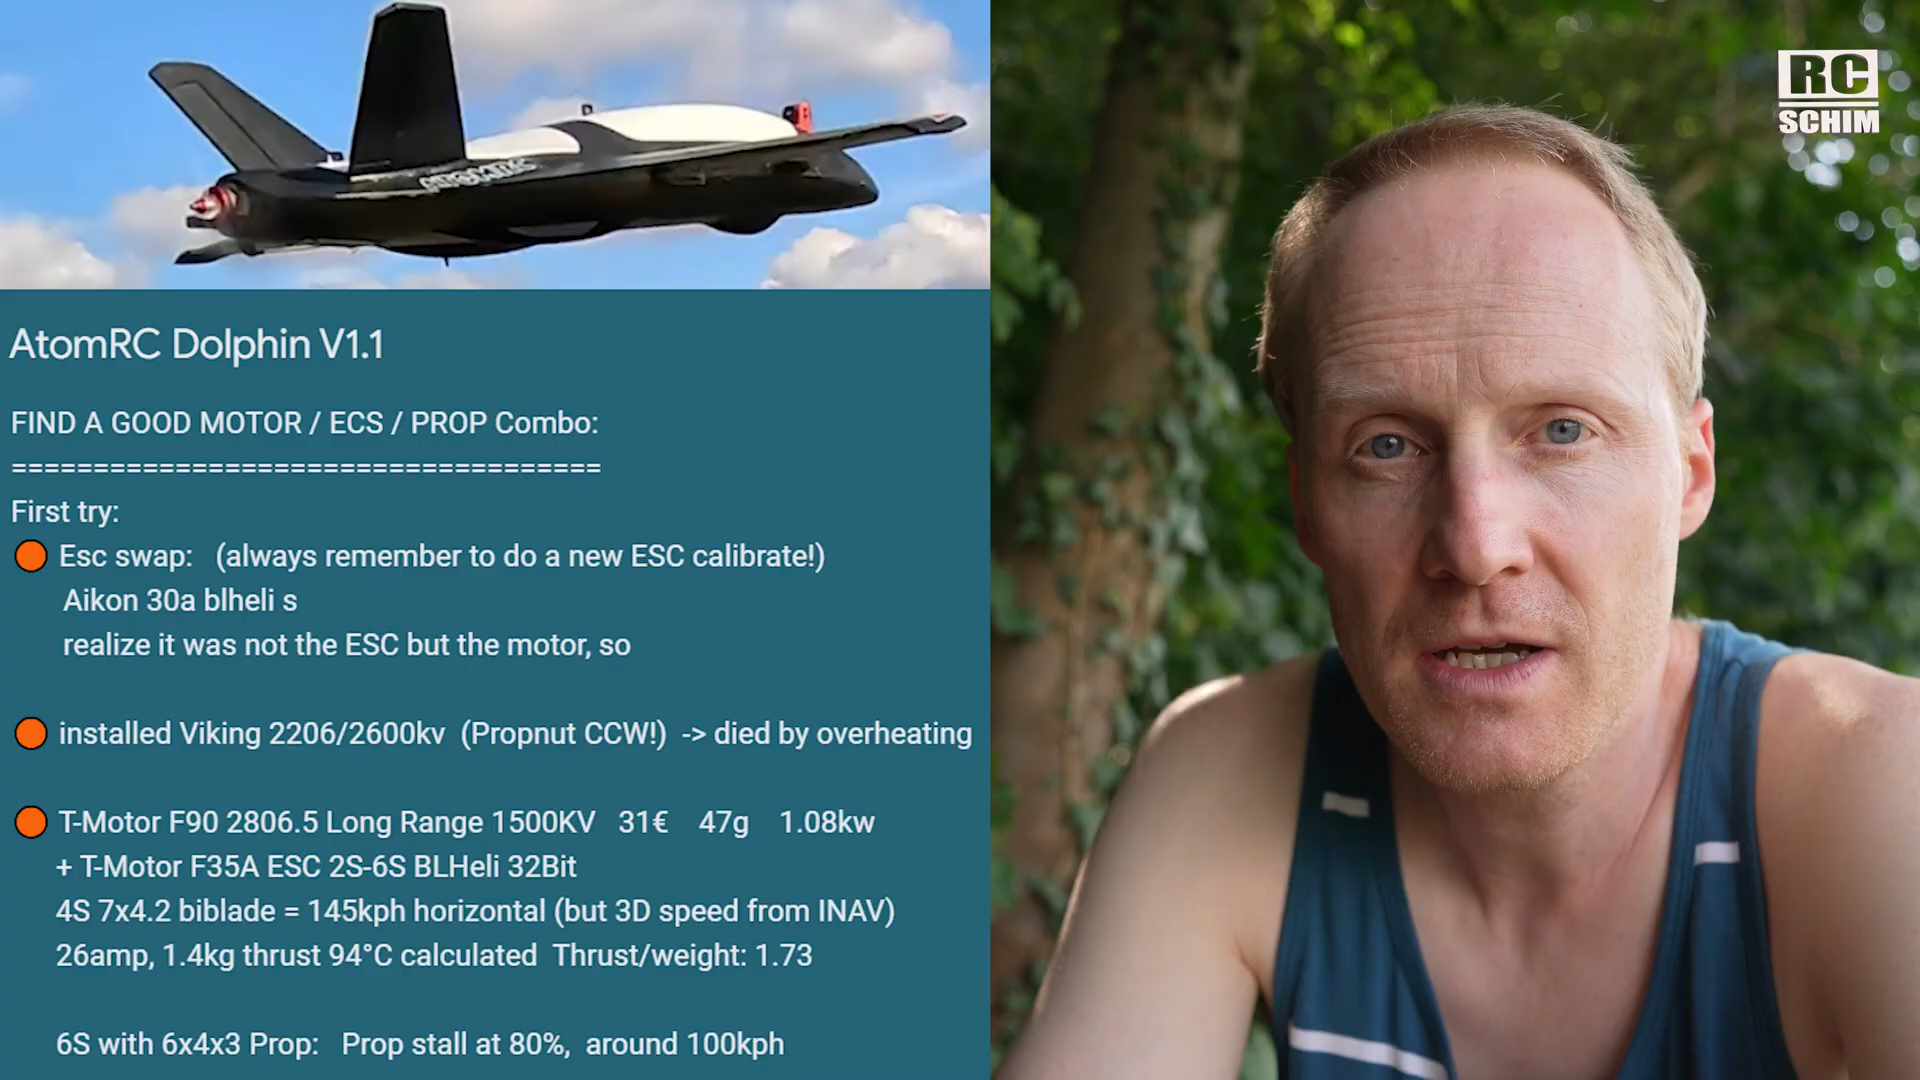 RC
SCHIM
AtomRC Dolphin V1.1
FIND A GOOD MOTOR / ECS / PROP Combo:
====================================
First try:
Esc swap: (always remember to do a new ESC calibrate!)
Aikon 30a blheli s
realize it was not the ESC but the motor, so
installed Viking 2206/2600kv (Propnut CCW!) -> died by overheating
T-Motor F90 2806.5 Long Range 1500KV 31€ 47g 1.08kw
+ T-Motor F35A ESC 2S-6S BLHeli 32Bit
4S 7x4.2 biblade = 145kph horizontal (but 3D speed from INAV)
26amp, 1.4kg thrust 94°C calculated Thrust/weight: 1.73
6S with 6x4x3 Prop: Prop stall at 80%, around 100kph